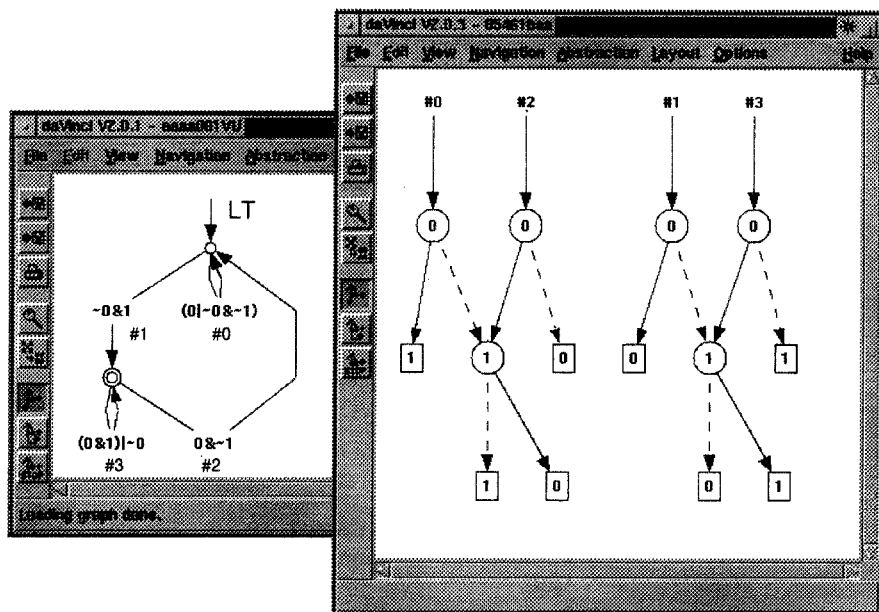 daVinci V2.0.1 -
File Edit View Navigation Abstraction
LT
~0&1
(0|~0&~1)
#1
#0
(0&1)|~0
0&~1
#3
#2
Loading graph done.
daVinci V2.0.1 -
File Edit View Navigation Abstraction Layout Options Help
#0 #2 #1 #3
0 0 0 0
1 1 0 0 1 1
1 0 0 1